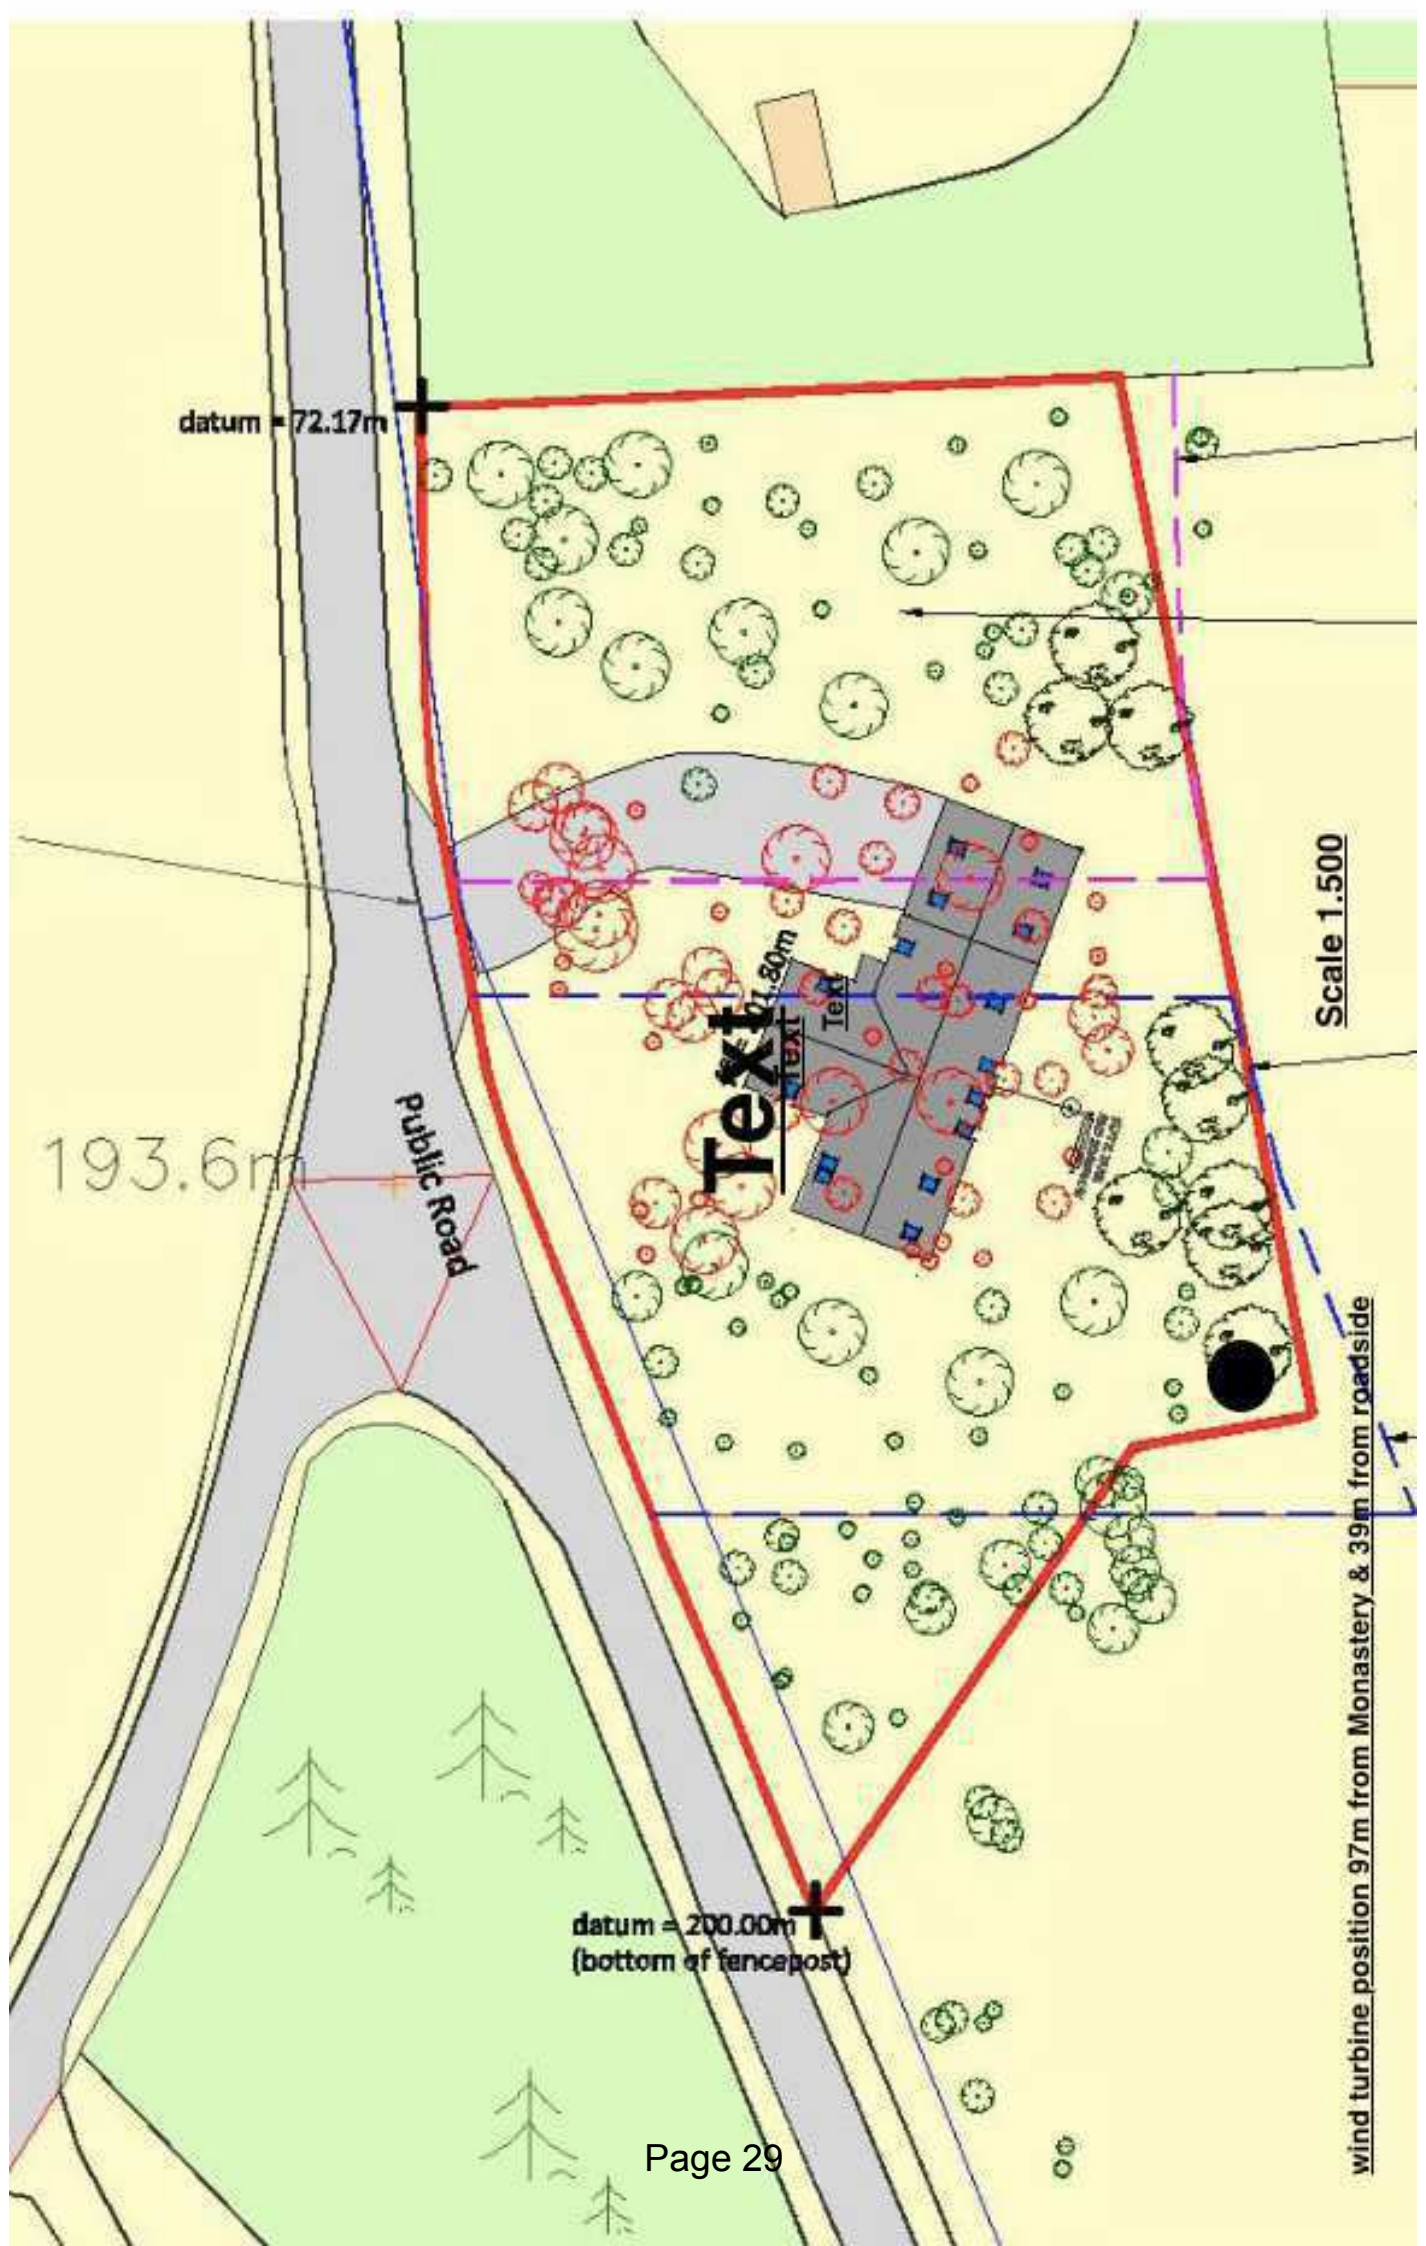 datum = 72.17m
Scale 1.500
Text
Text
Text
Public Road
193.6m
wind turbine position 97m from Monastery & 39m from roadside
datum = 200.00m
(bottom of fencepost)
Page 29